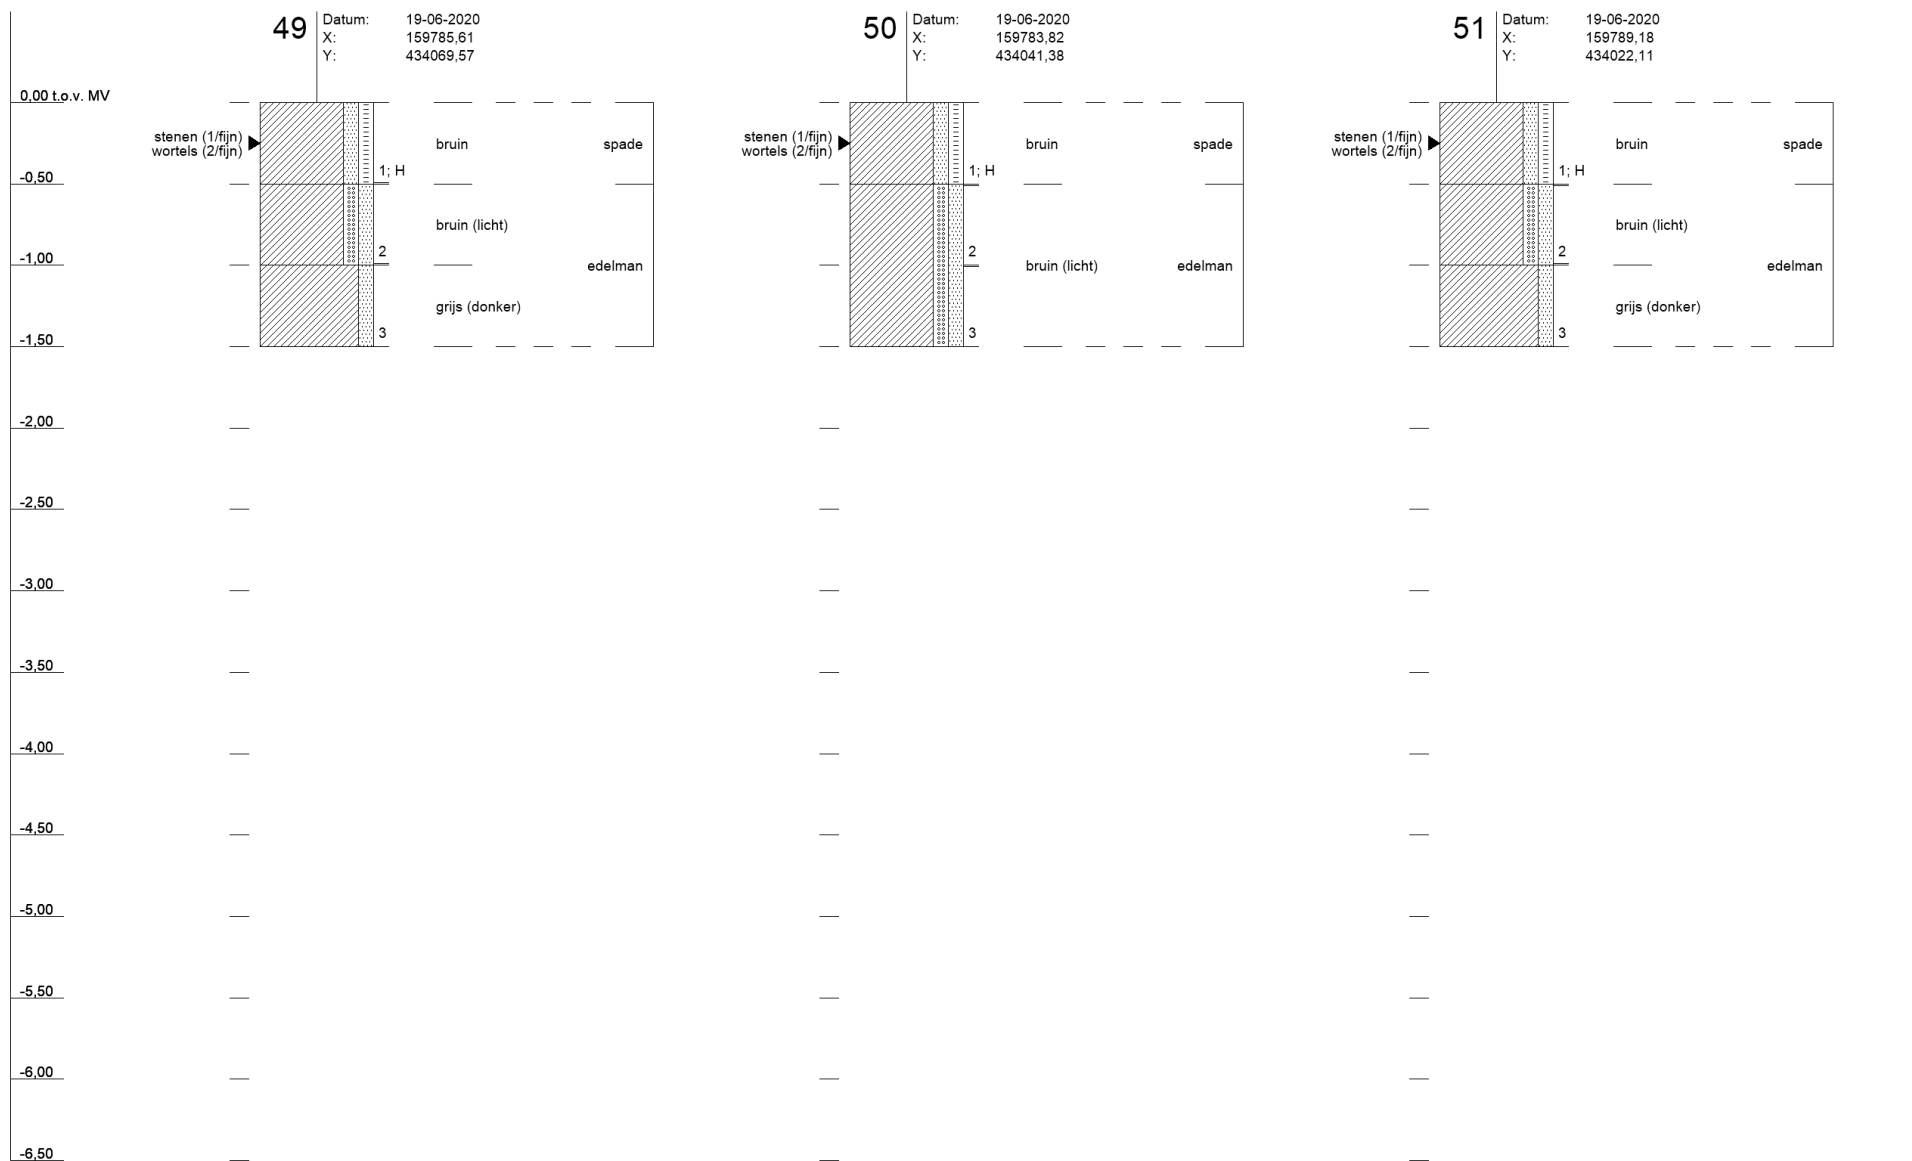 49
Datum: 19-06-2020
X: 159785,61
Y: 434069,57
50
Datum: 19-06-2020
X: 159783,82
Y: 434041,38
51
Datum: 19-06-2020
X: 159789,18
Y: 434022,11
0,00 t.o.v. MV
-0,50
-1,00
-1,50
-2,00
-2,50
-3,00
-3,50
-4,00
-4,50
-5,00
-5,50
-6,00
-6,50
stenen (1/fijn)
wortels (2/fijn)
1; H
2
3
bruin
bruin (licht)
grijs (donker)
spade
edelman
stenen (1/fijn)
wortels (2/fijn)
1; H
2
3
bruin
bruin (licht)
spade
edelman
stenen (1/fijn)
wortels (2/fijn)
1; H
2
3
bruin
bruin (licht)
grijs (donker)
spade
edelman